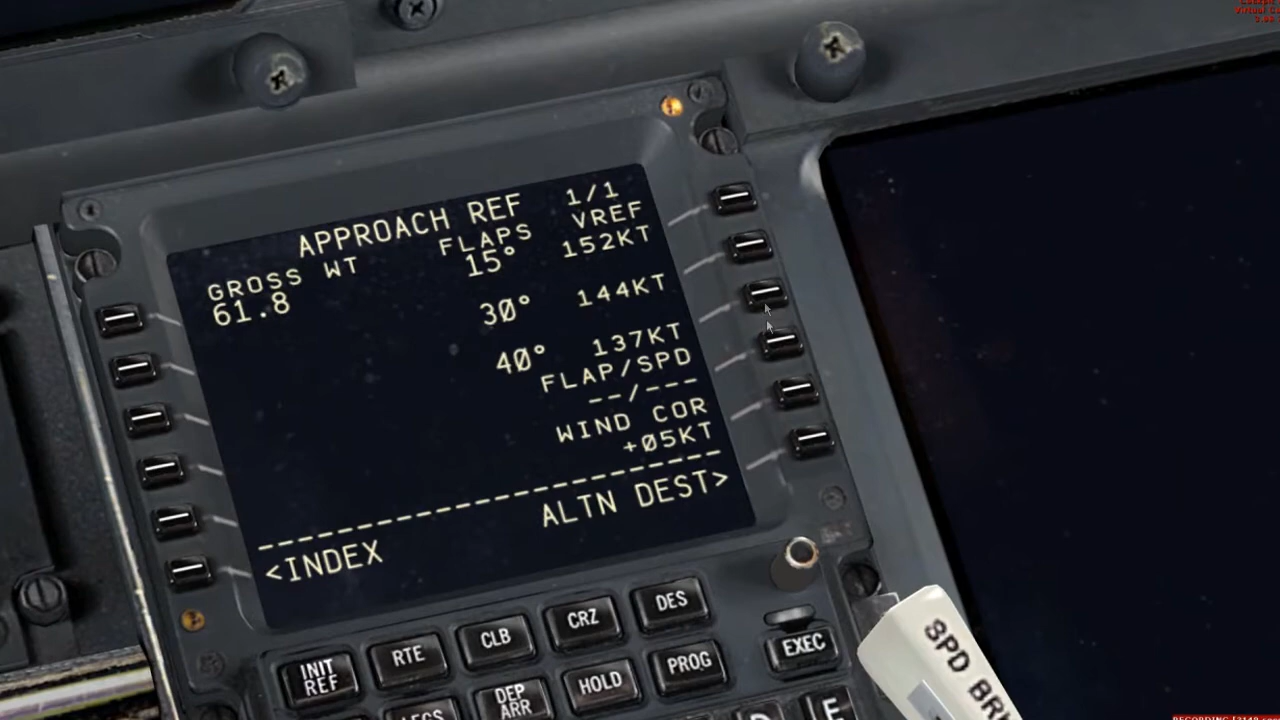 APPROACH REF 1/1
GROSS WT FLAPS VREF
61.8 15° 152KT
30° 144KT
40° 137KT
FLAP/SPD
--/---
WIND COR
+05KT
------------------------
<INDEX ALTN DEST>
INIT REF RTE CLB CRZ DES
DEP ARR HOLD PROG EXEC
E
SPD BR